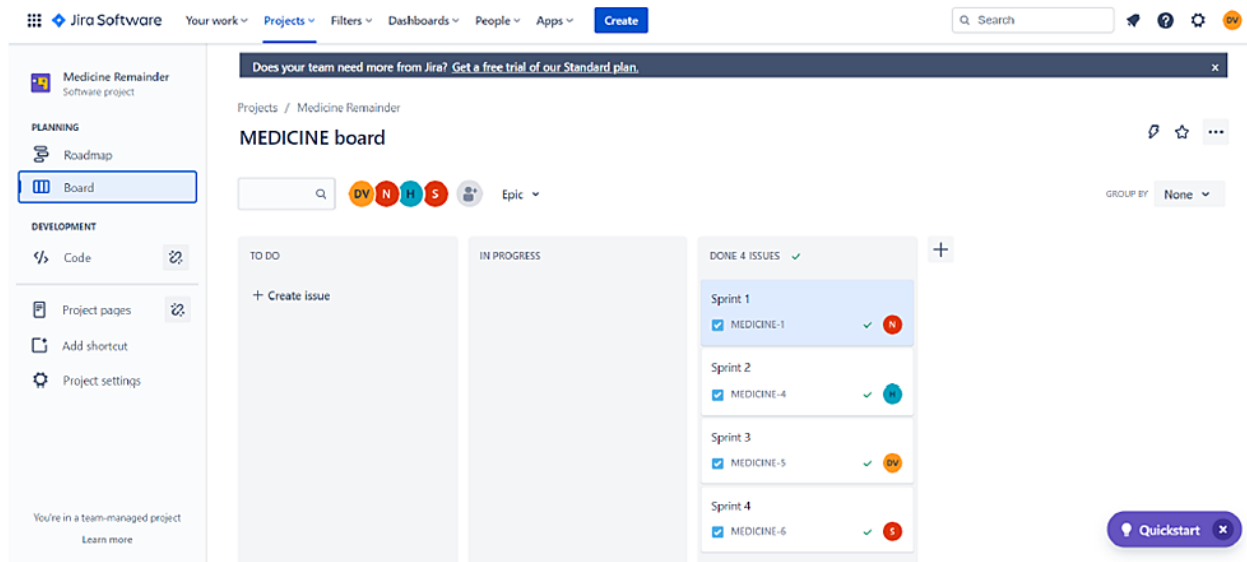 Jira Software Your work Projects Filters Dashboards People Apps Create Search DV
Does your team need more from Jira? Get a free trial of our Standard plan. x
Medicine Remainder
Software project
PLANNING
Roadmap
Board
DEVELOPMENT
Code
Project pages
Add shortcut
Project settings
You're in a team-managed project
Learn more
Projects / Medicine Remainder
MEDICINE board
DV N H S Epic GROUP BY None
TO DO
+ Create issue
IN PROGRESS
DONE 4 ISSUES
Sprint 1
MEDICINE-1 N
Sprint 2
MEDICINE-4 H
Sprint 3
MEDICINE-5 DV
Sprint 4
MEDICINE-6 S
Quickstart x